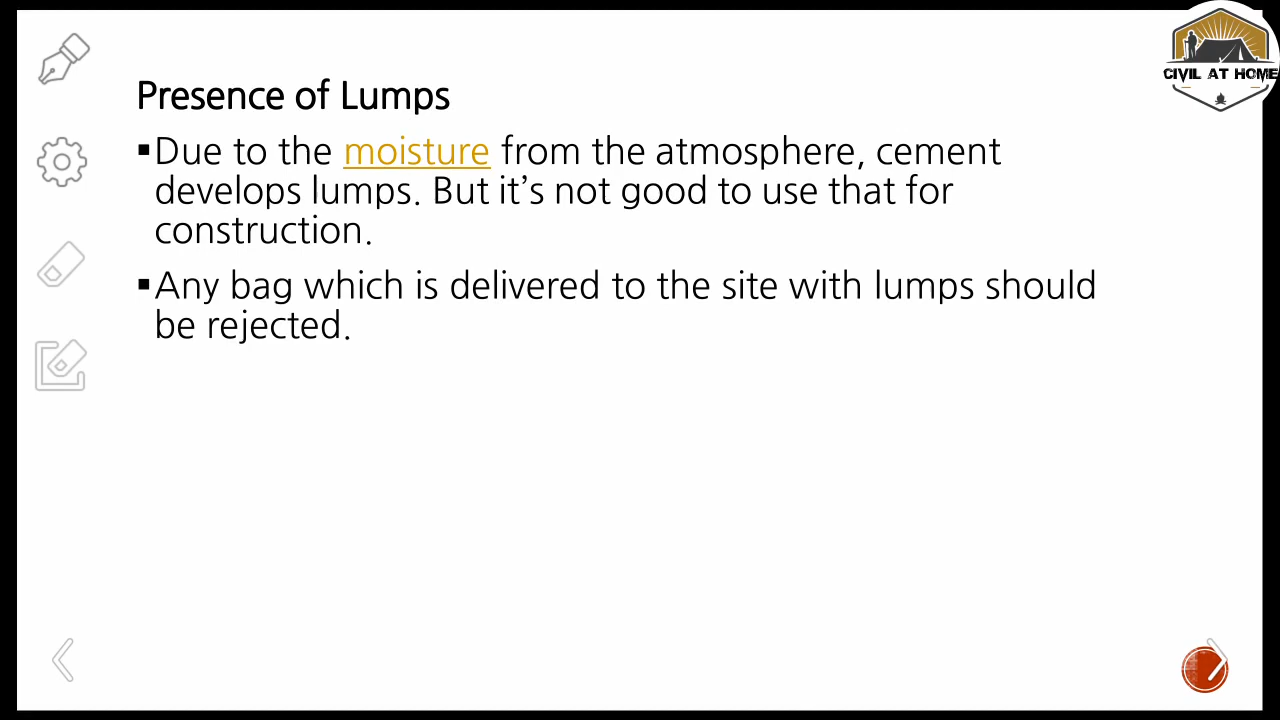 CIVIL AT HOME
Presence of Lumps
▪Due to the moisture from the atmosphere, cement
develops lumps. But it’s not good to use that for
construction.
▪Any bag which is delivered to the site with lumps should
be rejected.